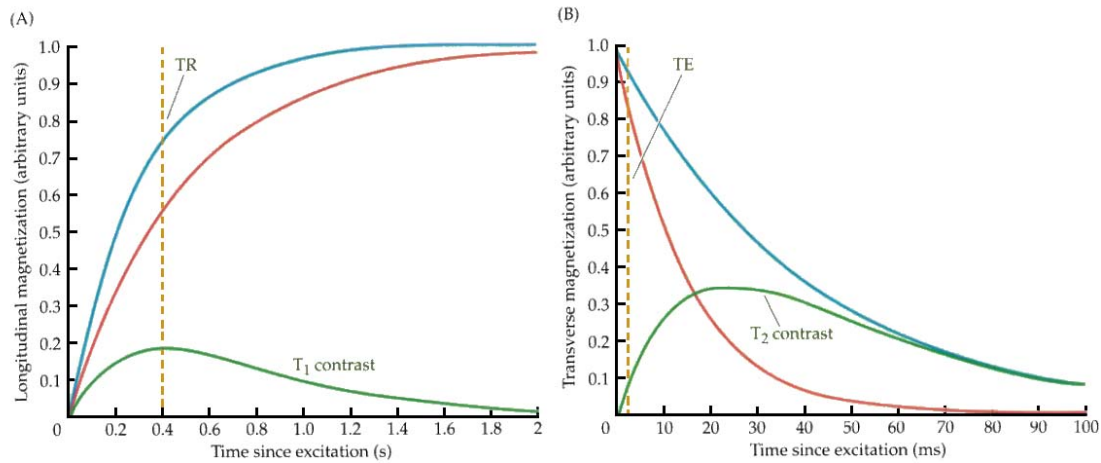 (A)
Longitudinal magnetization (arbitrary units)
1.0
0.9
0.8
0.7
0.6
0.5
0.4
0.3
0.2
0.1
TR
T1 contrast
0 0.2 0.4 0.6 0.8 1.0 1.2 1.4 1.6 1.8 2
Time since excitation (s)
(B)
Transverse magnetization (arbitrary units)
1.0
0.9
0.8
0.7
0.6
0.5
0.4
0.3
0.2
0.1
TE
T2 contrast
0 10 20 30 40 50 60 70 80 90 100
Time since excitation (ms)